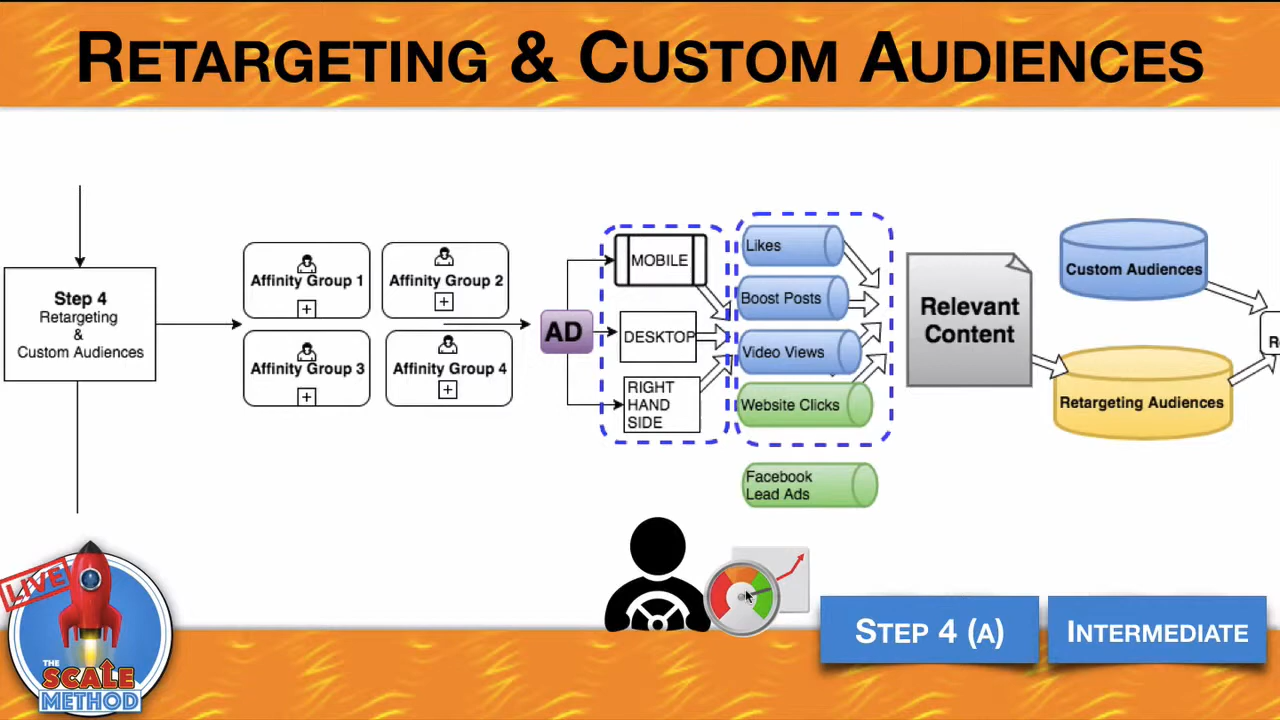 RETARGETING & CUSTOM AUDIENCES
Step 4
Retargeting
&
Custom Audiences
Affinity Group 1
Affinity Group 2
Affinity Group 3
Affinity Group 4
AD
MOBILE
DESKTOP
RIGHT
HAND
SIDE
Likes
Boost Posts
Video Views
Website Clicks
Facebook
Lead Ads
Relevant
Content
Custom Audiences
Retargeting Audiences
LIVE
THE
SCALE
METHOD
STEP 4 (A)
INTERMEDIATE